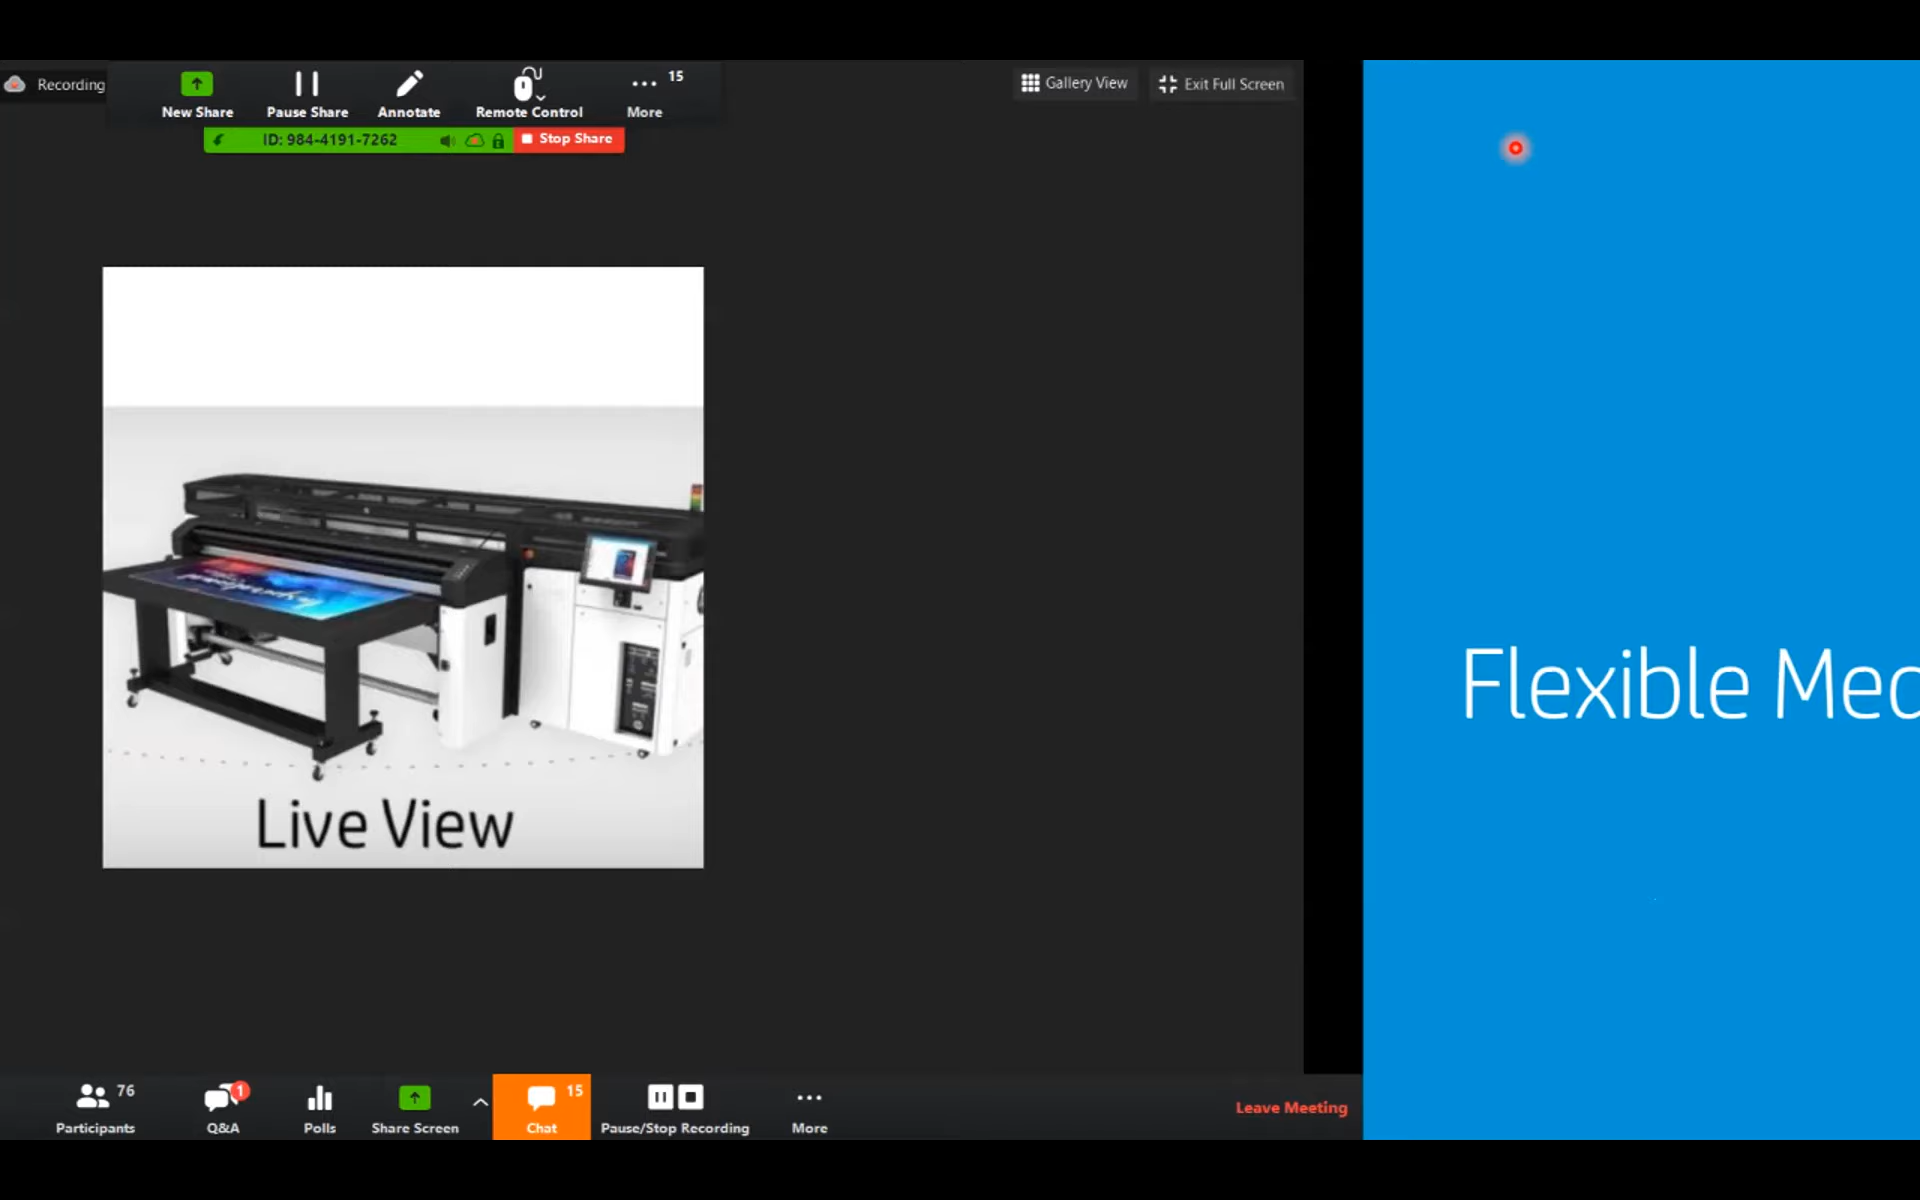 Recording
New Share
Pause Share
Annotate
Remote Control
15
More
Gallery View
Exit Full Screen
ID: 984-4191-7262
Stop Share
Live View
Flexible Med
76
Participants
1
Q&A
Polls
Share Screen
15
Chat
Pause/Stop Recording
More
Leave Meeting